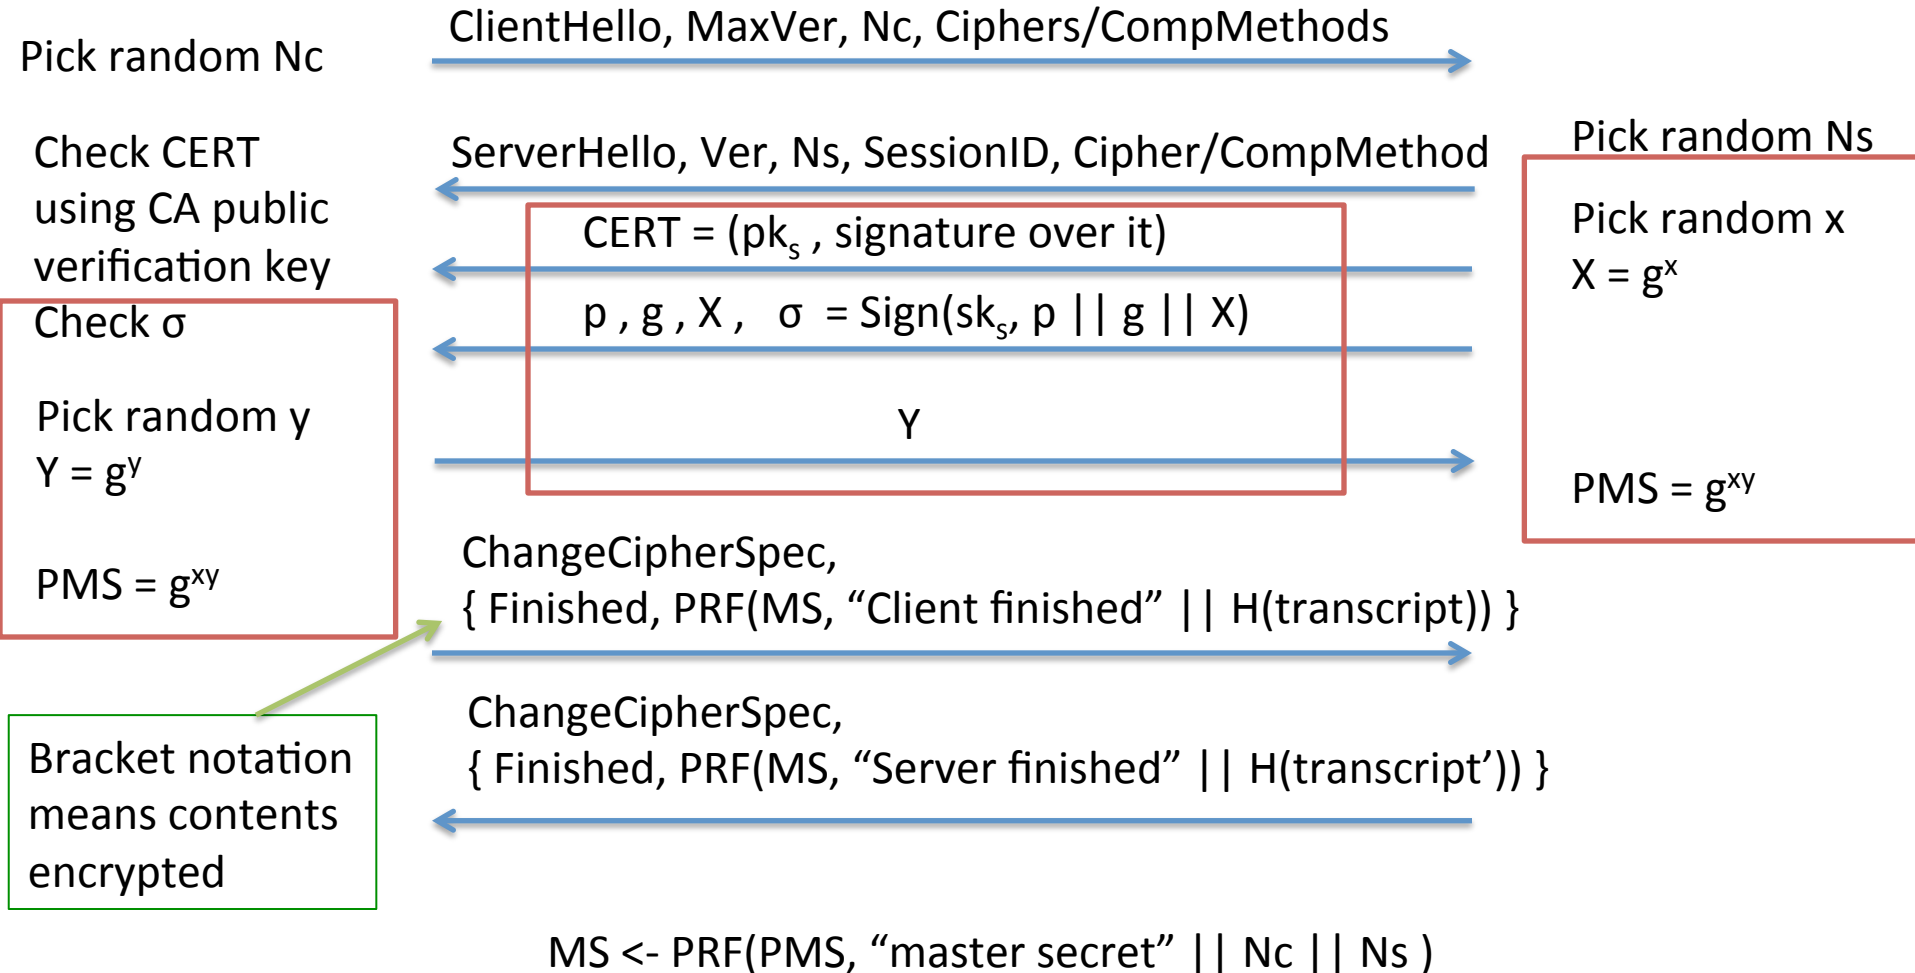 ClientHello, MaxVer, Nc, Ciphers/CompMethods
Pick random Nc
Pick random Ns
Check CERT
using CA public
verification key
Check σ
ServerHello, Ver, Ns, SessionID, Cipher/CompMethod
CERT = (pkₛ , signature over it)
Pick random x
X = gˣ
p , g , X , σ = Sign(skₛ, p || g || X)
Pick random y
Y = gʸ
Y
PMS = gˣʸ
PMS = gˣʸ
ChangeCipherSpec,
{ Finished, PRF(MS, “Client finished” || H(transcript)) }
ChangeCipherSpec,
{ Finished, PRF(MS, “Server finished” || H(transcript’)) }
Bracket notation
means contents
encrypted
MS <- PRF(PMS, “master secret” || Nc || Ns )